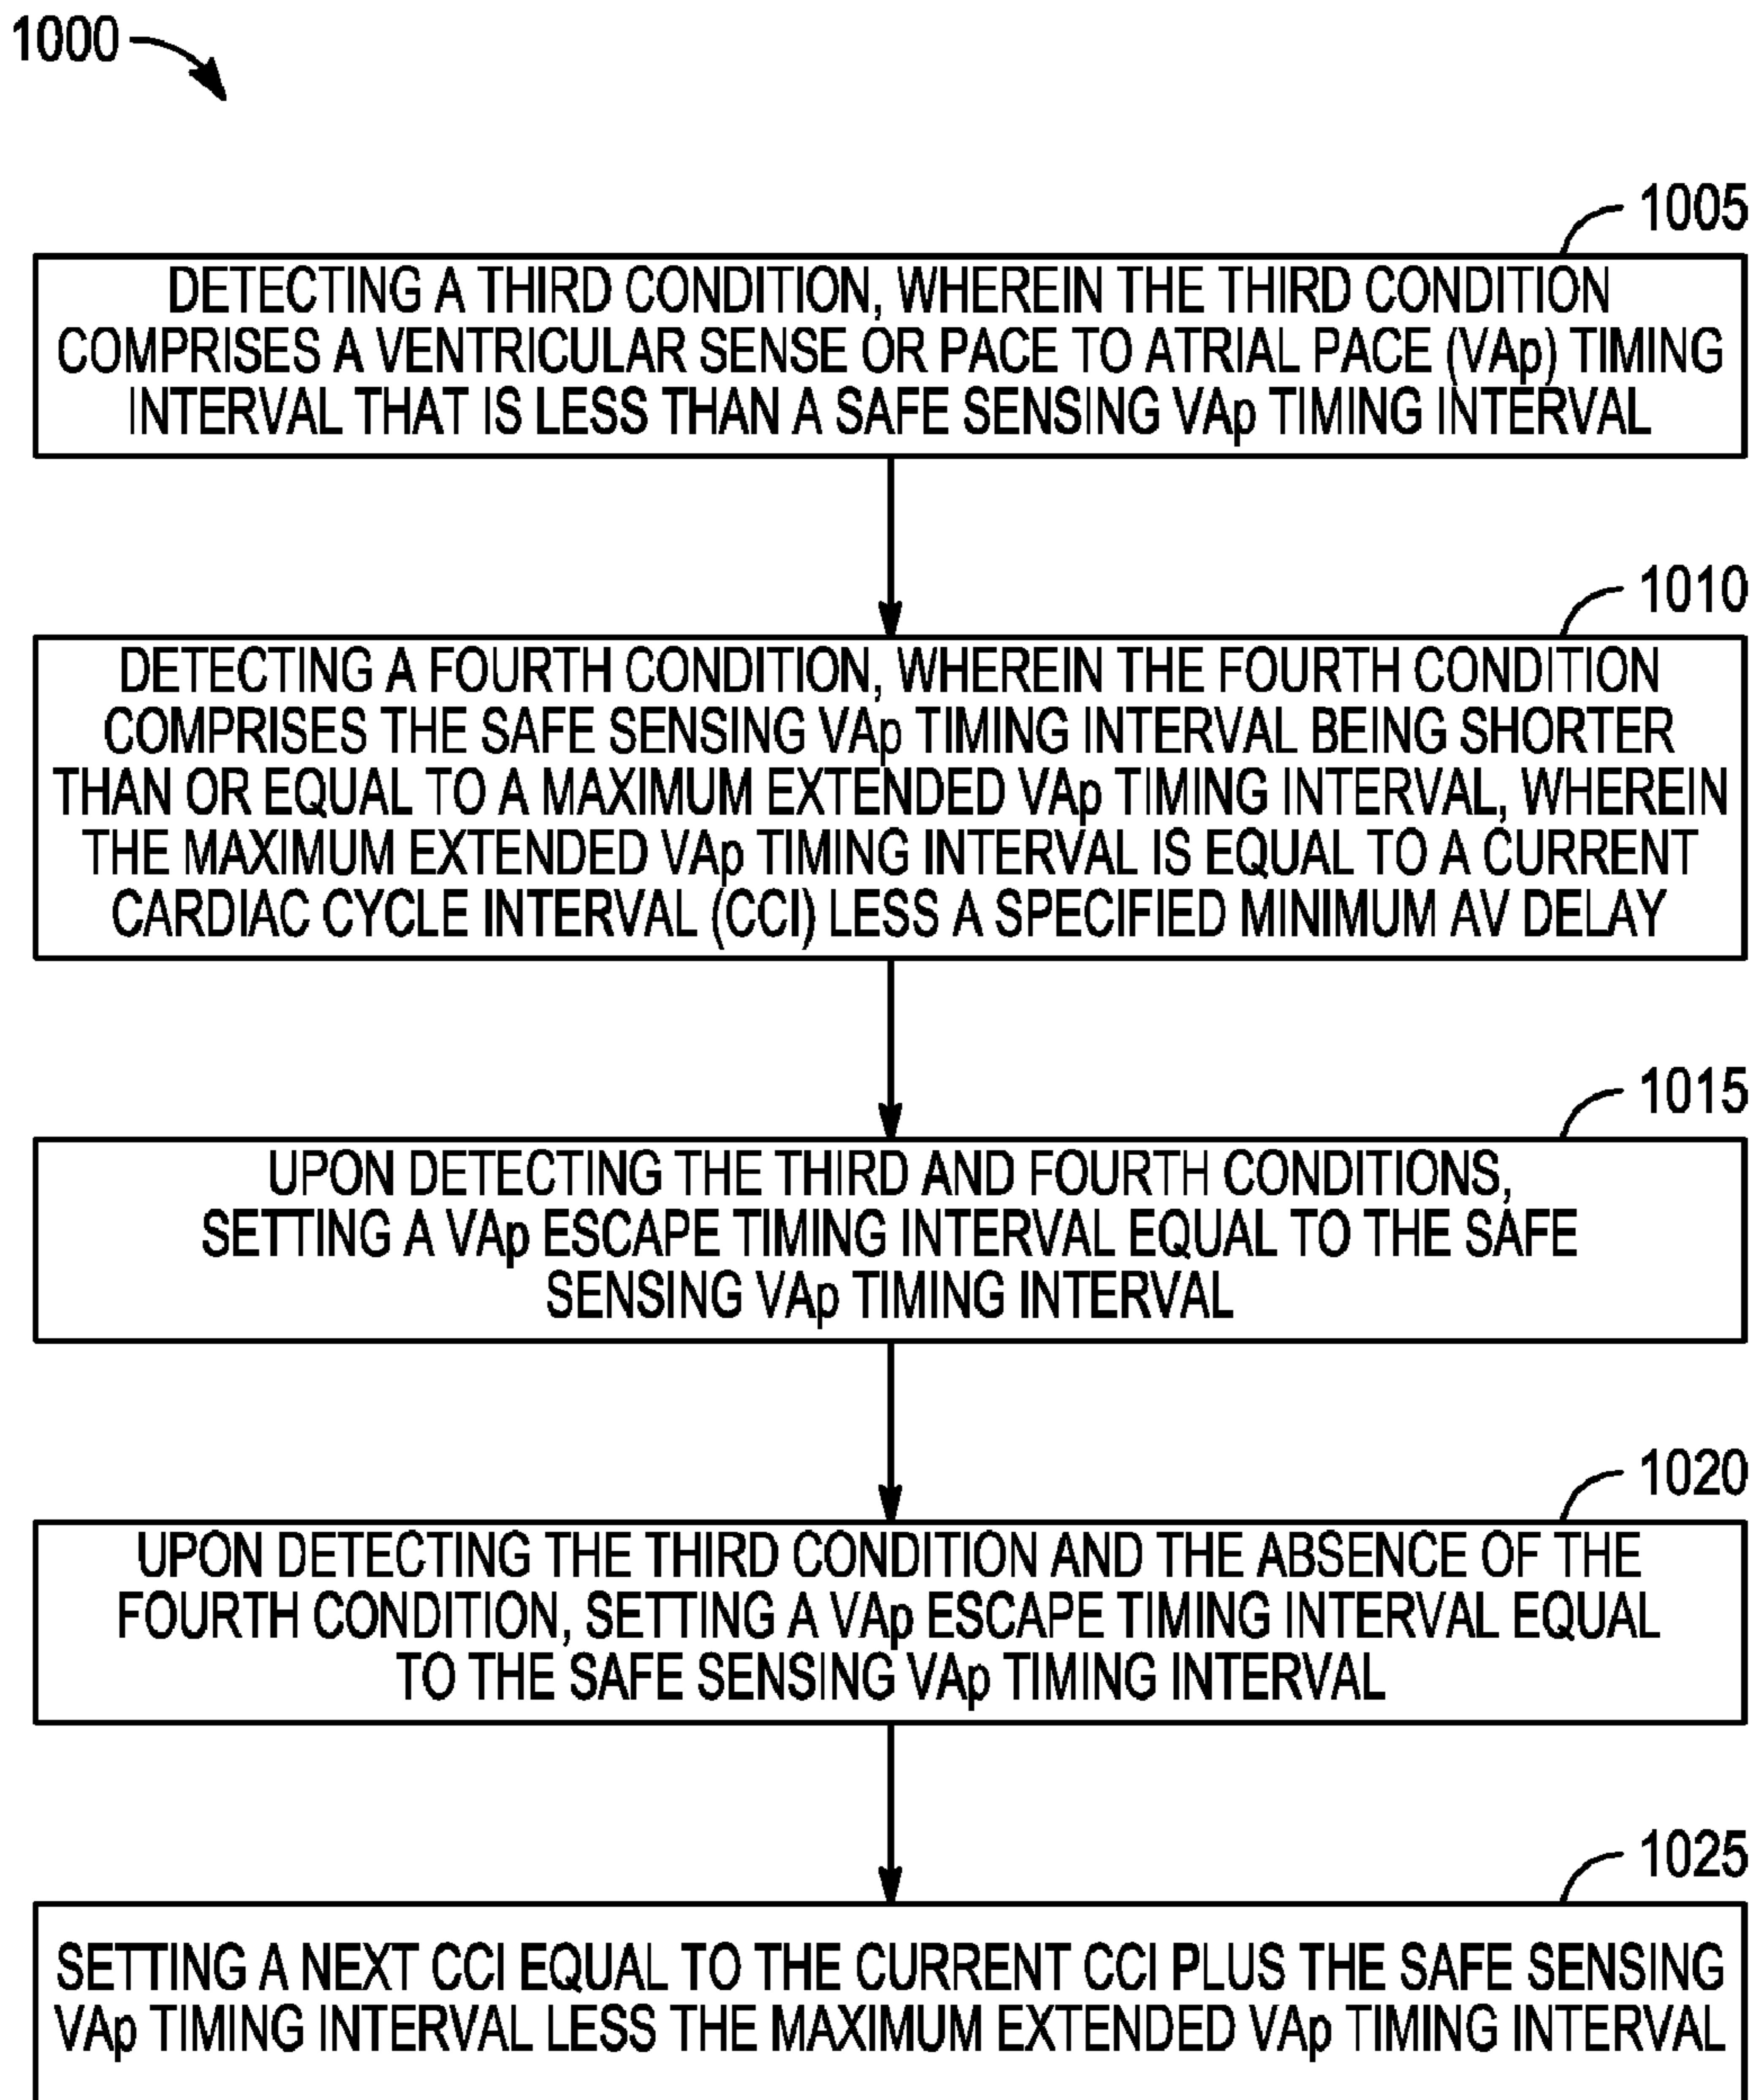 1000
1005
DETECTING A THIRD CONDITION, WHEREIN THE THIRD CONDITION
COMPRISES A VENTRICULAR SENSE OR PACE TO ATRIAL PACE (VAp) TIMING
INTERVAL THAT IS LESS THAN A SAFE SENSING VAp TIMING INTERVAL
1010
DETECTING A FOURTH CONDITION, WHEREIN THE FOURTH CONDITION
COMPRISES THE SAFE SENSING VAp TIMING INTERVAL BEING SHORTER
THAN OR EQUAL TO A MAXIMUM EXTENDED VAp TIMING INTERVAL, WHEREIN
THE MAXIMUM EXTENDED VAp TIMING INTERVAL IS EQUAL TO A CURRENT
CARDIAC CYCLE INTERVAL (CCI) LESS A SPECIFIED MINIMUM AV DELAY
1015
UPON DETECTING THE THIRD AND FOURTH CONDITIONS,
SETTING A VAp ESCAPE TIMING INTERVAL EQUAL TO THE SAFE
SENSING VAp TIMING INTERVAL
1020
UPON DETECTING THE THIRD CONDITION AND THE ABSENCE OF THE
FOURTH CONDITION, SETTING A VAp ESCAPE TIMING INTERVAL EQUAL
TO THE SAFE SENSING VAp TIMING INTERVAL
1025
SETTING A NEXT CCI EQUAL TO THE CURRENT CCI PLUS THE SAFE SENSING
VAp TIMING INTERVAL LESS THE MAXIMUM EXTENDED VAp TIMING INTERVAL